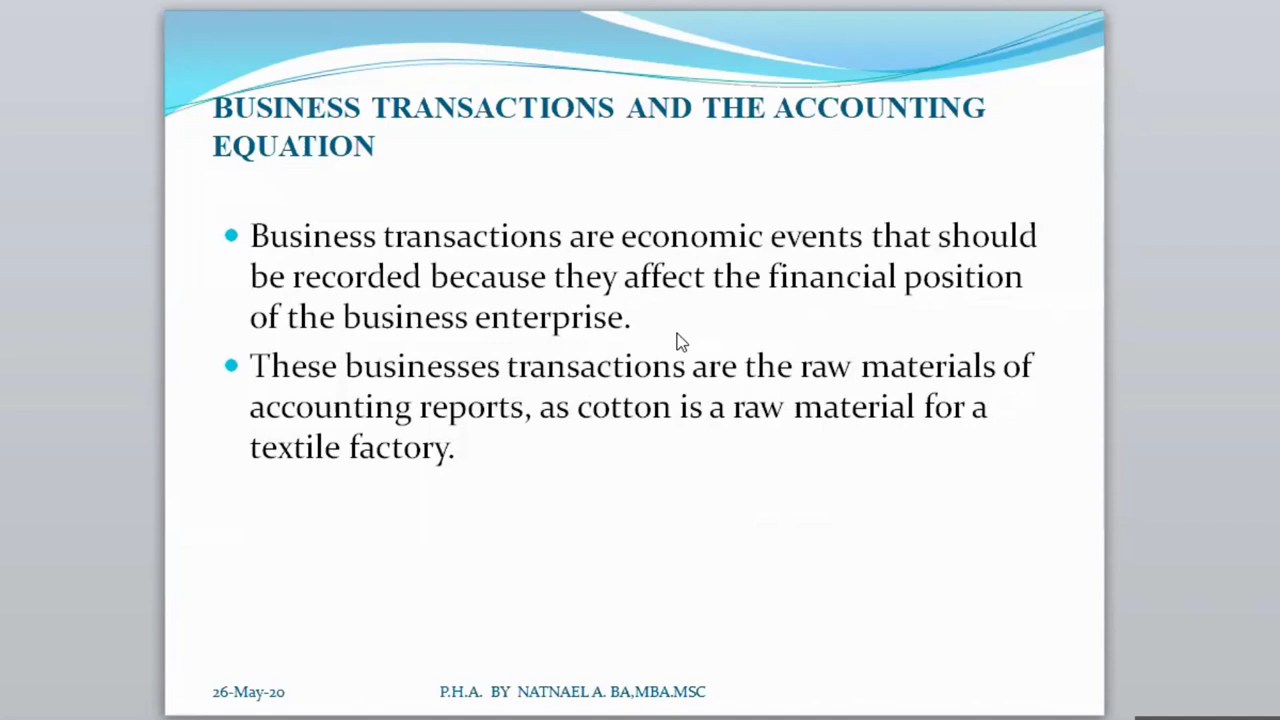 BUSINESS TRANSACTIONS AND THE ACCOUNTING
EQUATION
Business transactions are economic events that should
be recorded because they affect the financial position
of the business enterprise.
These businesses transactions are the raw materials of
accounting reports, as cotton is a raw material for a
textile factory.
26-May-20
P.H.A. BY NATNAEL A. BA,MBA.MSC